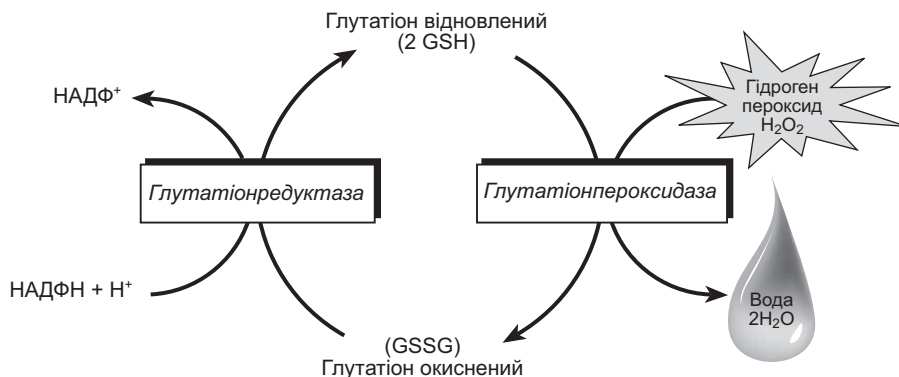 Глутатіон відновлений
(2 GSH)
НАДФ⁺
Гідроген
пероксид
H₂O₂
Глутатіонредуктаза
Глутатіонпероксидаза
НАДФН + Н⁺
Вода
2H₂O
(GSSG)
Глутатіон окиснений